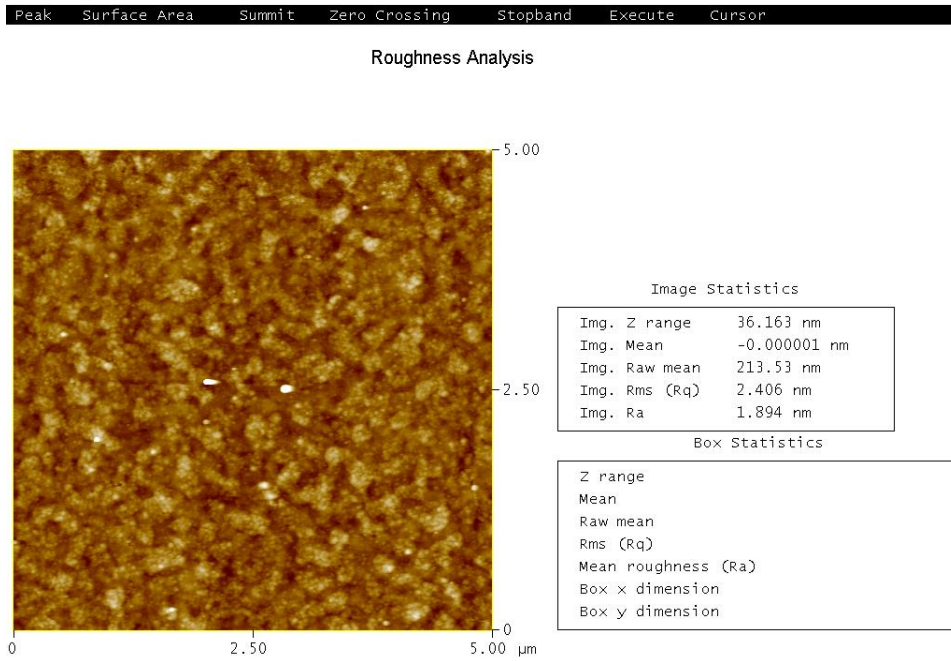 Peak Surface Area Summit Zero Crossing Stopband Execute Cursor
Roughness Analysis
5.00
2.50
0
0 2.50 5.00 µm
Image Statistics
Img. Z range 36.163 nm
Img. Mean -0.000001 nm
Img. Raw mean 213.53 nm
Img. Rms (Rq) 2.406 nm
Img. Ra 1.894 nm
Box Statistics
Z range
Mean
Raw mean
Rms (Rq)
Mean roughness (Ra)
Box x dimension
Box y dimension